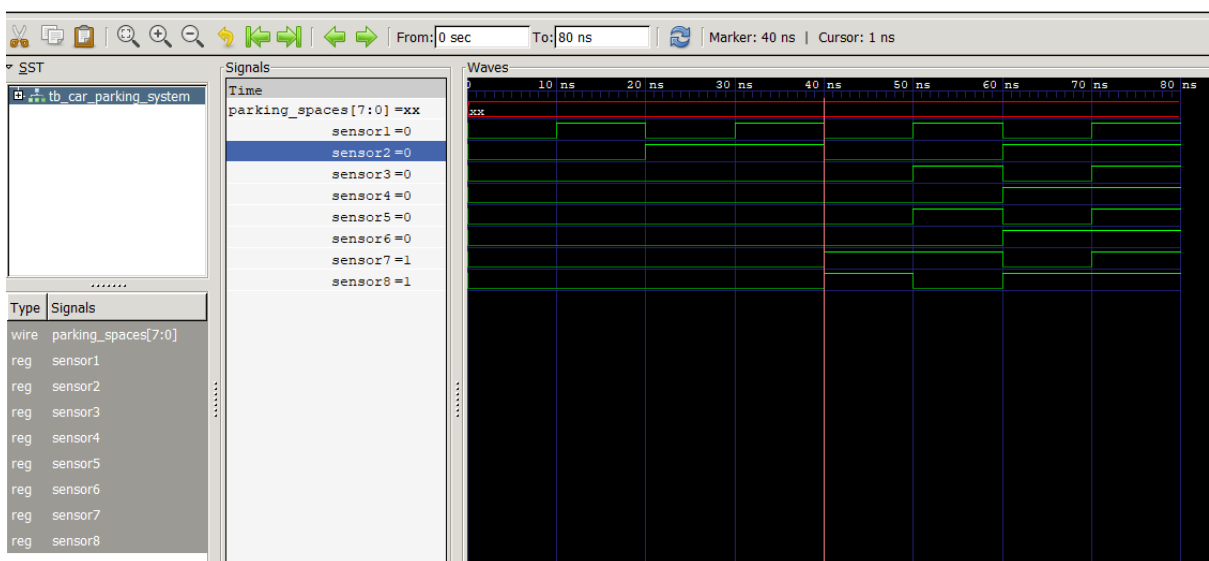 From: 0 sec To: 80 ns Marker: 40 ns | Cursor: 1 ns
SST
tb_car_parking_system
Type Signals
wire parking_spaces[7:0]
reg sensor1
reg sensor2
reg sensor3
reg sensor4
reg sensor5
reg sensor6
reg sensor7
reg sensor8
Signals
Time
parking_spaces[7:0] =xx
sensor1 =0
sensor2 =0
sensor3 =0
sensor4 =0
sensor5 =0
sensor6 =0
sensor7 =1
sensor8 =1
Waves
0 10 ns 20 ns 30 ns 40 ns 50 ns 60 ns 70 ns 80 ns
xx